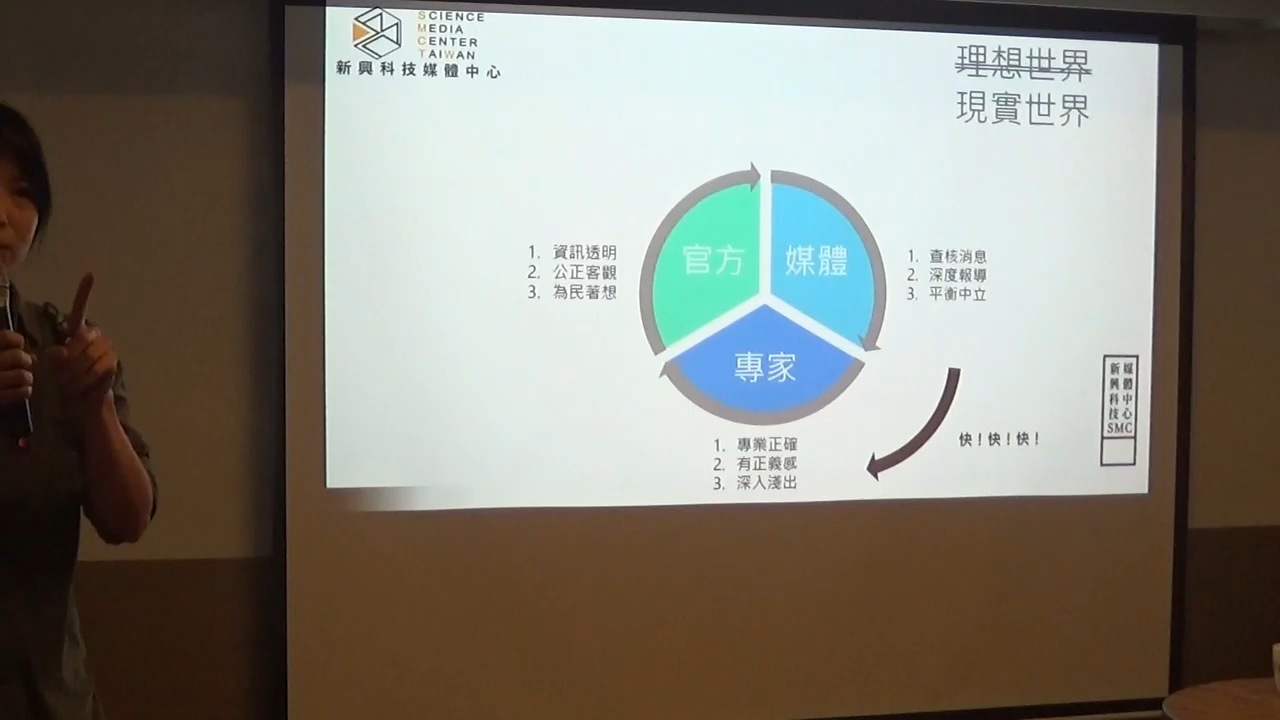 SCIENCE
MEDIA
CENTER
TAIWAN
新興科技媒體中心
理想世界
現實世界
官方
媒體
專家
1. 資訊透明
2. 公正客觀
3. 為民著想
1. 查核消息
2. 深度報導
3. 平衡中立
1. 專業正確
2. 有正義感
3. 深入淺出
快！快！快！
媒體中心
新興科技
SMC